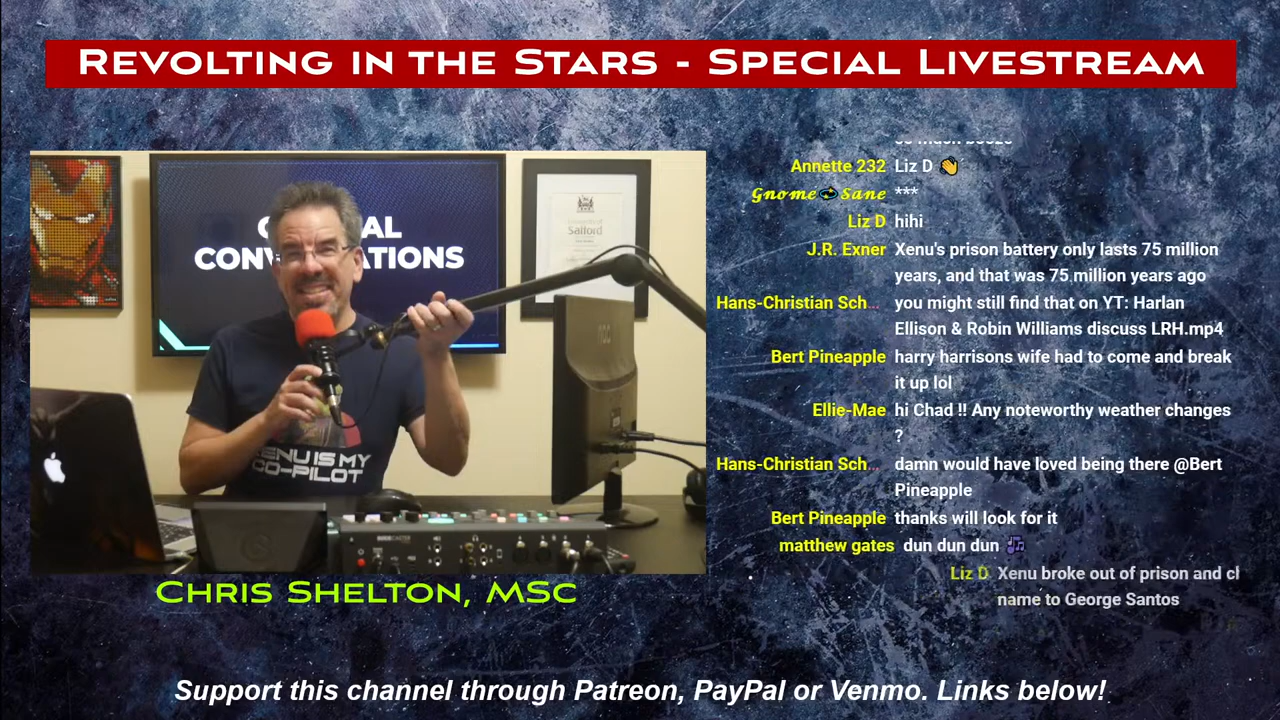 REVOLTING IN THE STARS - SPECIAL LIVESTREAM
Salford
XENU IS MY
CO-PILOT
CHRIS SHELTON, MSC
Annette 232 Liz D 👋
Gnome💫Sane ***
Liz D hihi
J.R. Exner Xenu's prison battery only lasts 75 million
years, and that was 75 million years ago
Hans-Christian Sch... you might still find that on YT: Harlan
Ellison & Robin Williams discuss LRH.mp4
Bert Pineapple harry harrisons wife had to come and break
it up lol
Ellie-Mae hi Chad !! Any noteworthy weather changes
?
Hans-Christian Sch... damn would have loved being there @Bert
Pineapple
Bert Pineapple thanks will look for it
matthew gates dun dun dun 🎶
Liz D Xenu broke out of prison and
name to George Santos
Support this channel through Patreon, PayPal or Venmo. Links below!